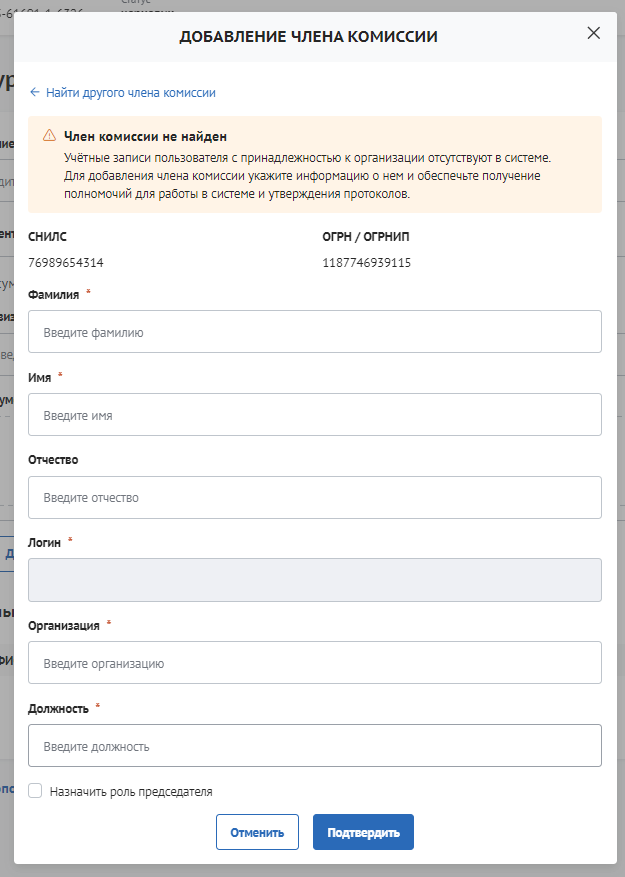 ДОБАВЛЕНИЕ ЧЛЕНА КОМИССИИ
Найти другого члена комиссии
Член комиссии не найден
Учётные записи пользователя с принадлежностью к организации отсутствуют в системе.
Для добавления члена комиссии укажите информацию о нем и обеспечьте получение
полномочий для работы в системе и утверждения протоколов.
СНИЛС ОГРН / ОГРНИП
76989654314 1187746939115
Фамилия *
Введите фамилию
Имя *
Введите имя
Отчество
Введите отчество
Логин *
Организация *
Введите организацию
Должность *
Введите должность
Назначить роль председателя
Отменить Подтвердить